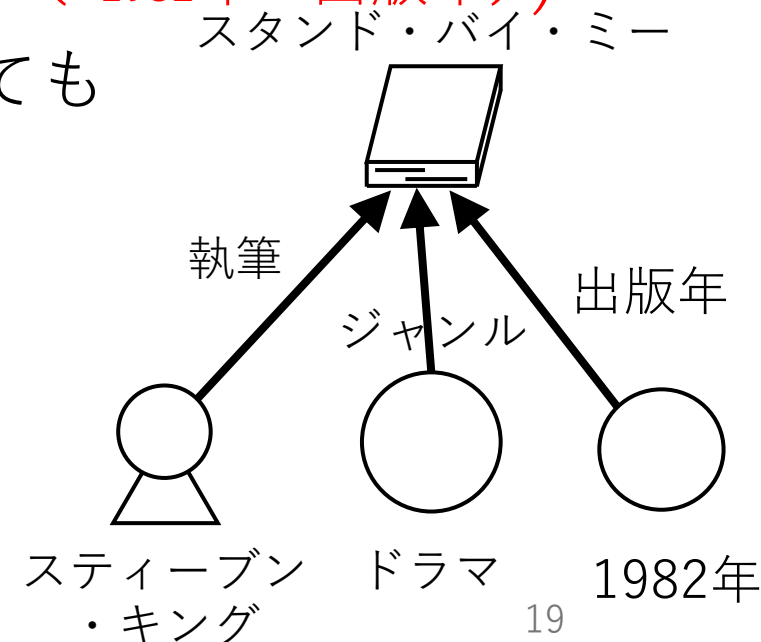 スタンド・バイ・ミー
ても
執筆
出版年
ジャンル
スティーブン
・キング
ドラマ
1982年
19